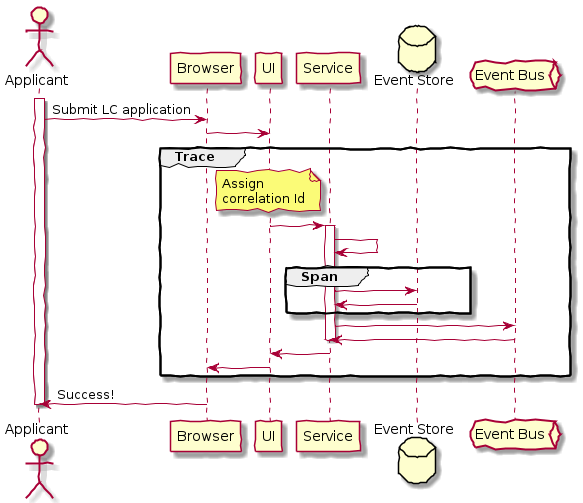 Applicant
Browser
UI
Service
Event Store
Event Bus
Submit LC application
Trace
Assign
correlation Id
Span
Success!
Applicant
Browser
UI
Service
Event Store
Event Bus